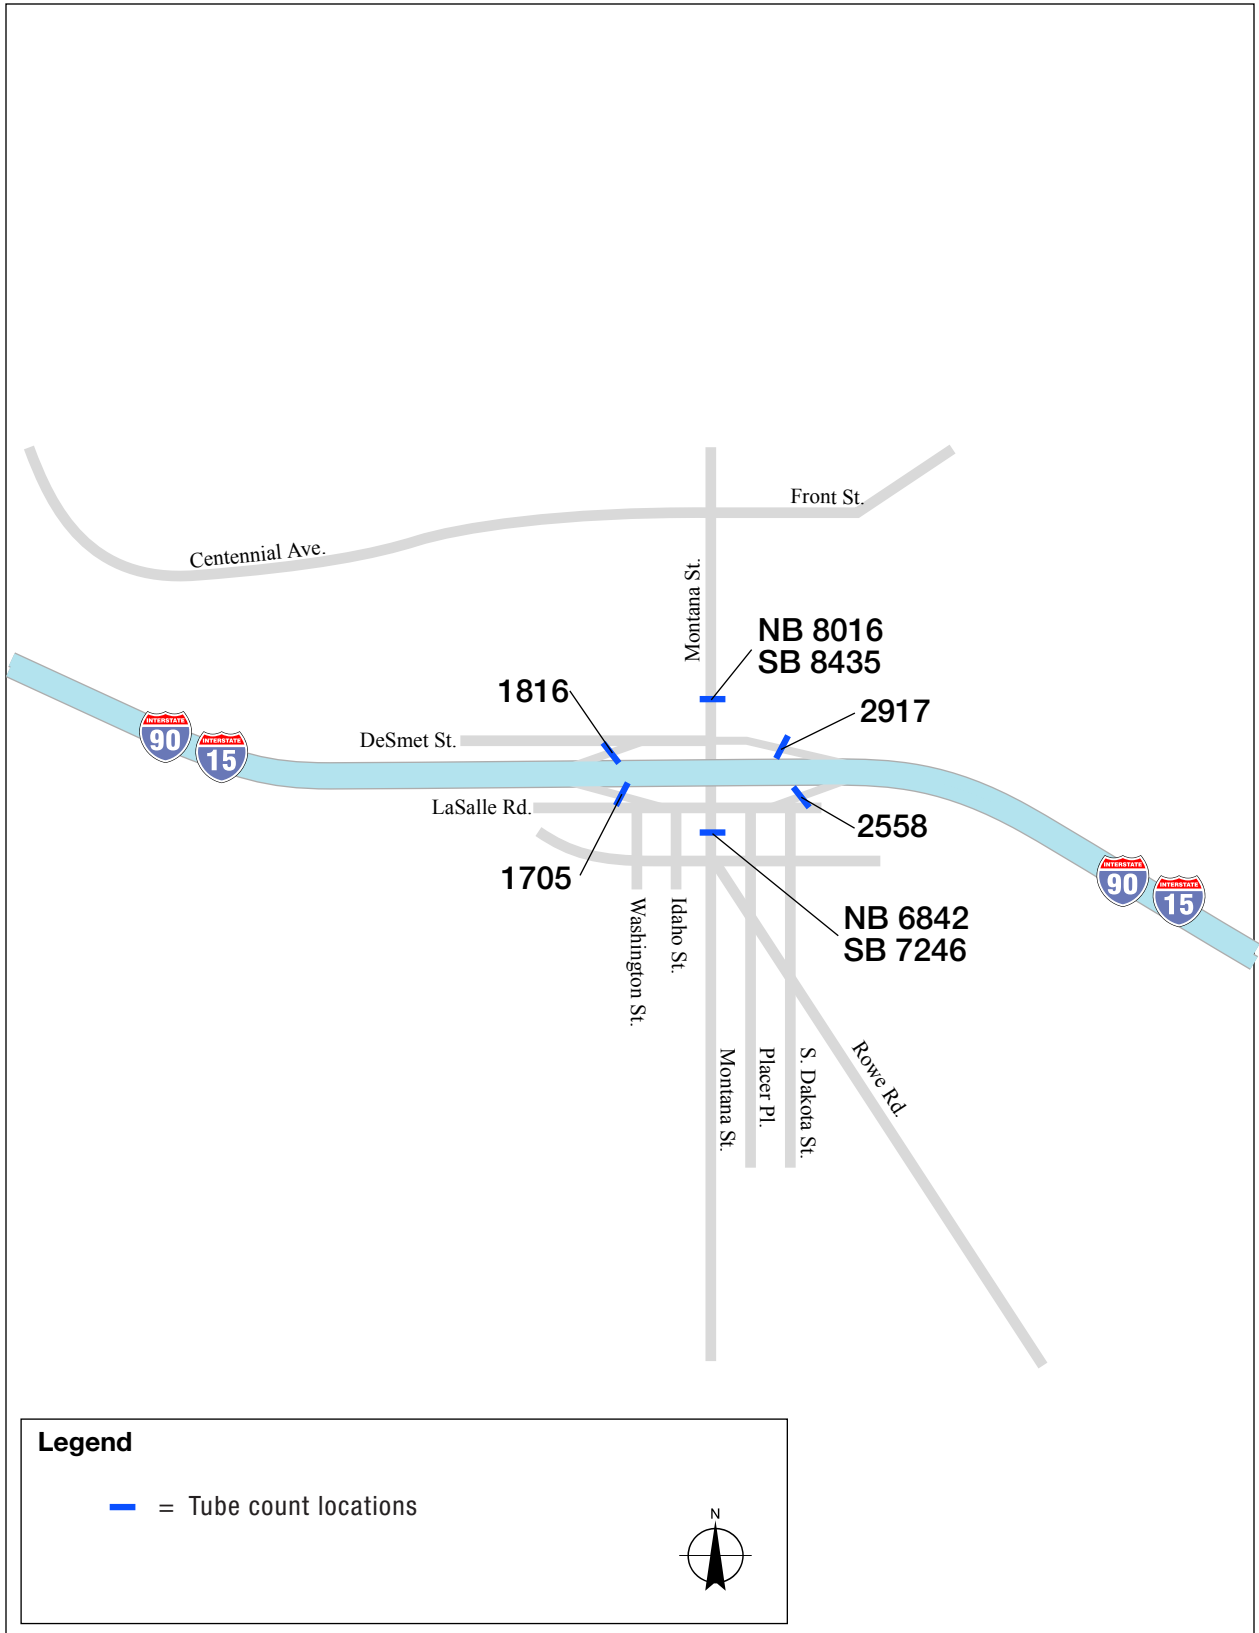 Front St.
Centennial Ave.
Montana St.
NB 8016
SB 8435
1816
2917
DeSmet St.
INTERSTATE
90
INTERSTATE
15
LaSalle Rd.
2558
1705
INTERSTATE
90
INTERSTATE
15
NB 6842
SB 7246
Washington St.
Idaho St.
Montana St.
Placer Pl.
S. Dakota St.
Rowe Rd.
Legend
= Tube count locations
N